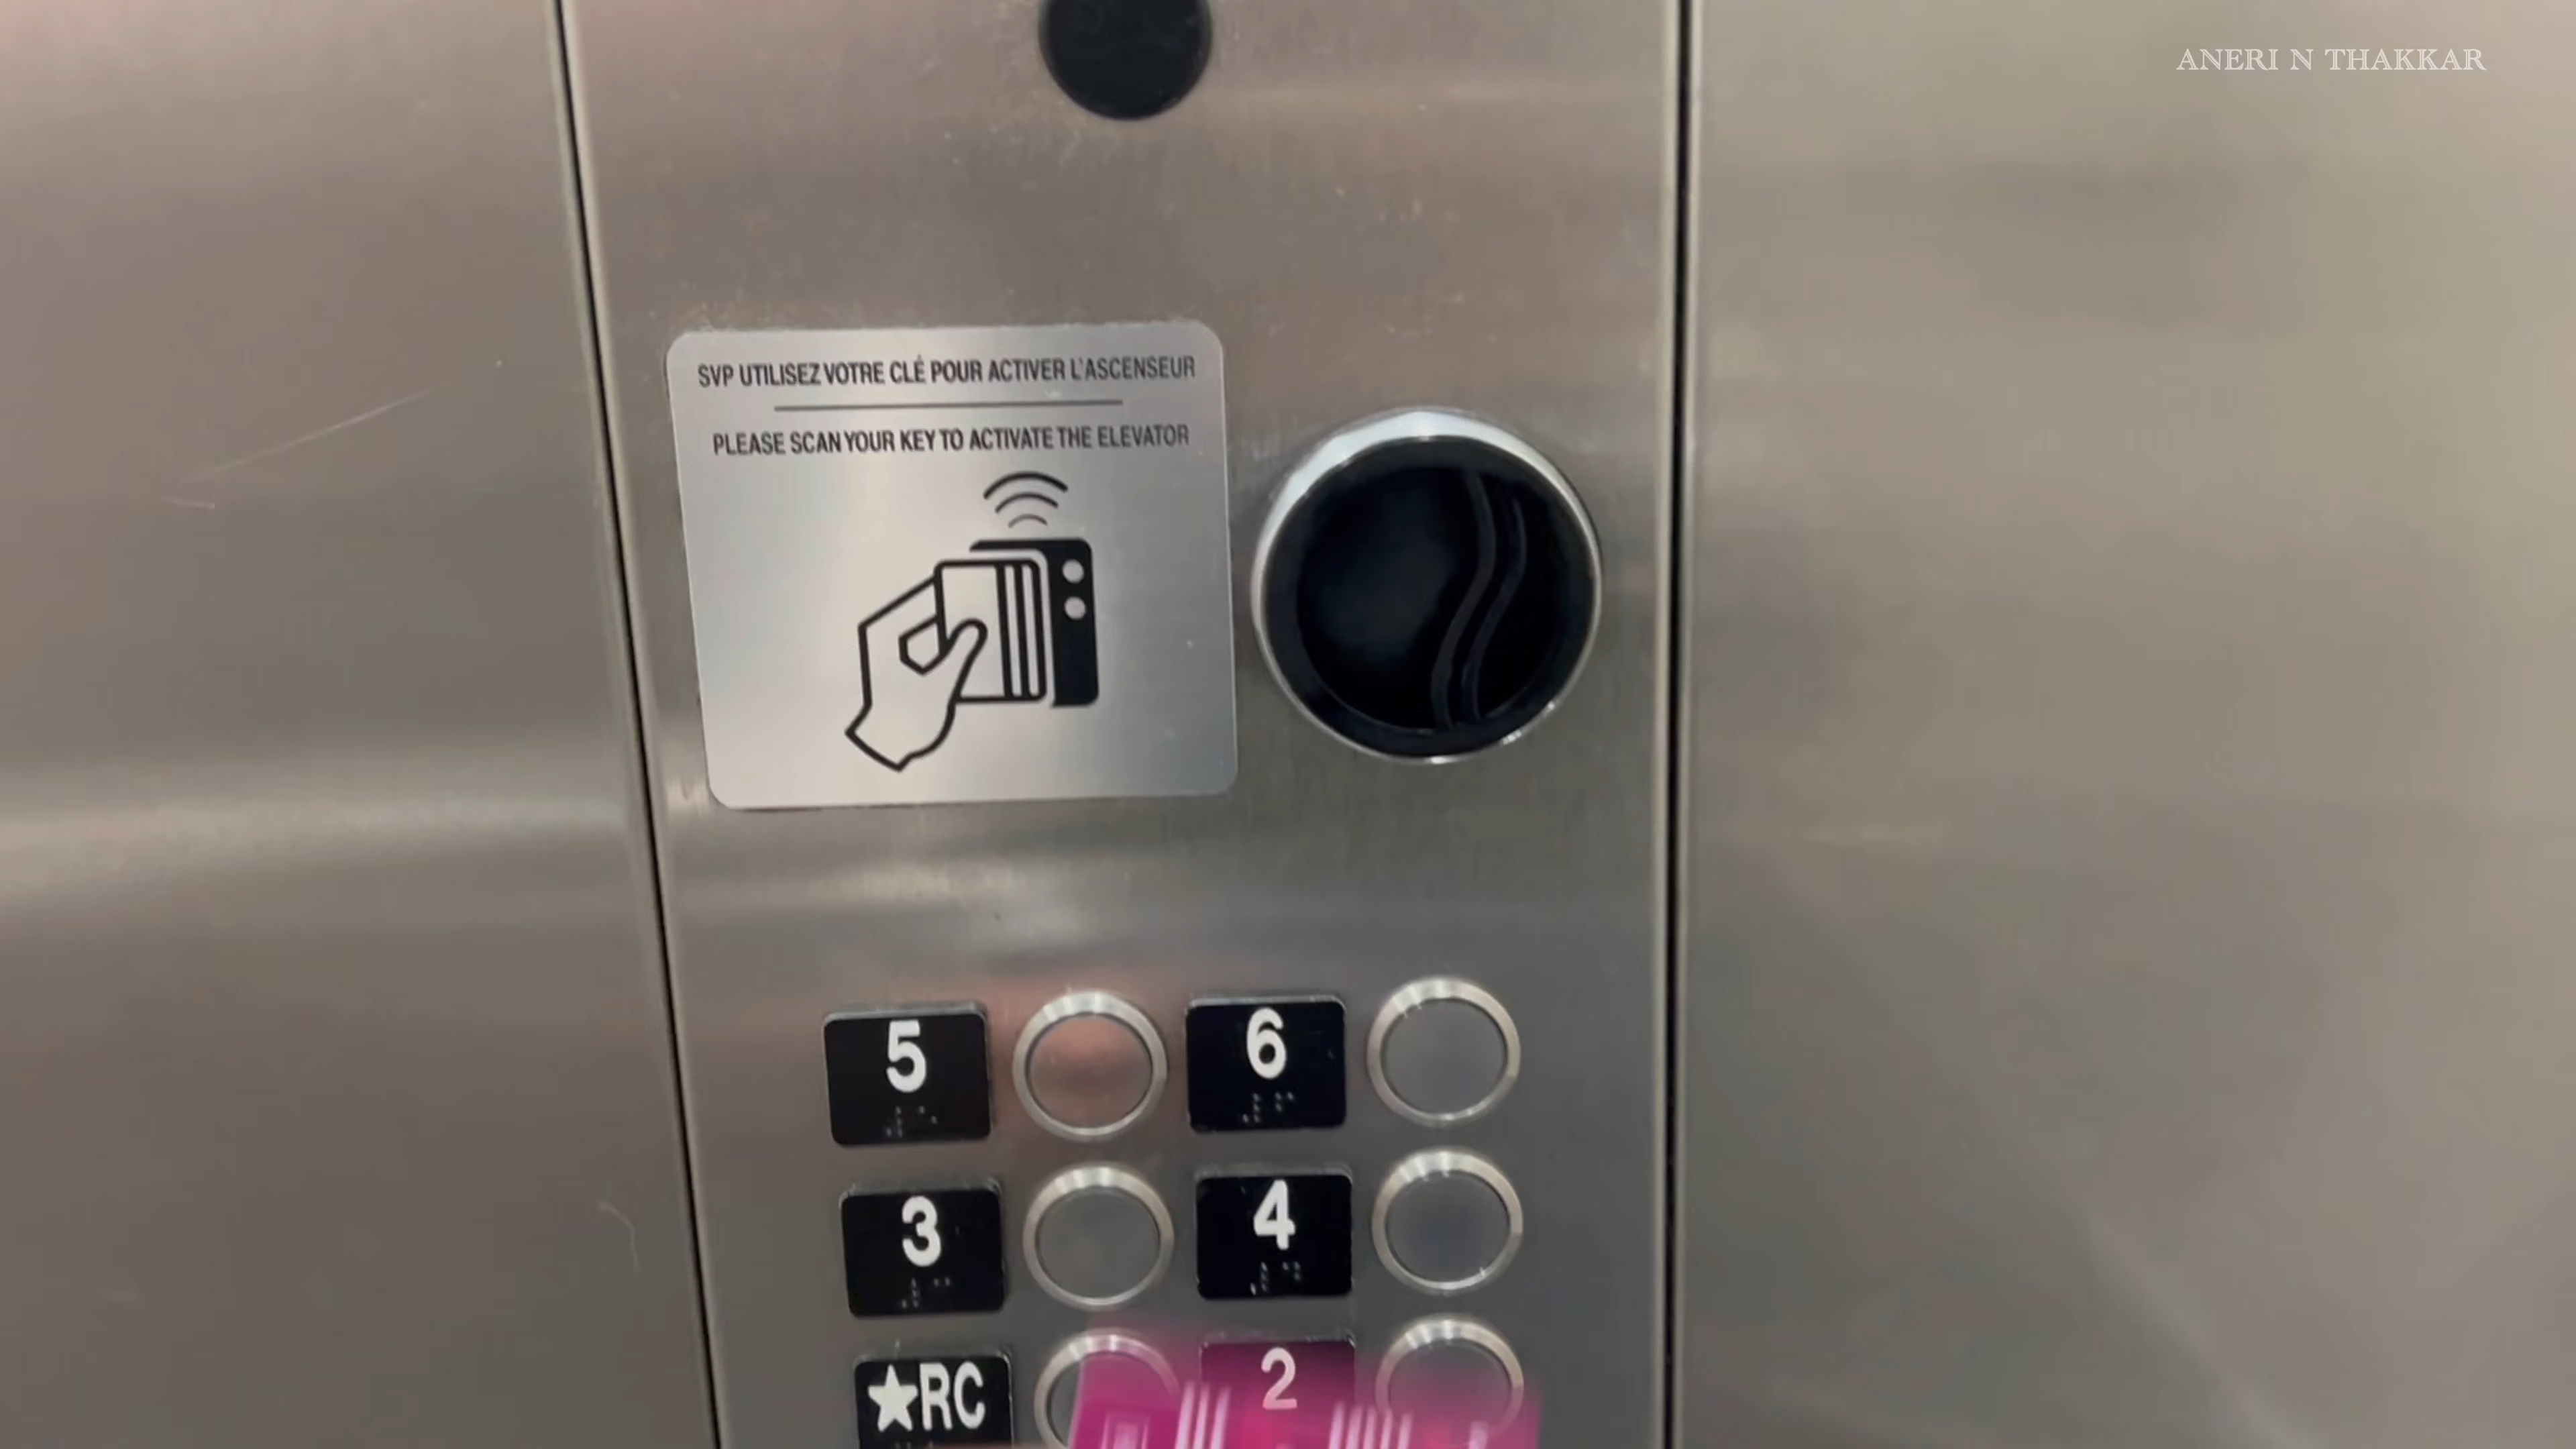 ANERI N THAKKAR
SVP UTILISEZ VOTRE CLÉ POUR ACTIVER L'ASCENSEUR
PLEASE SCAN YOUR KEY TO ACTIVATE THE ELEVATOR
5 6
3 4
★RC 2